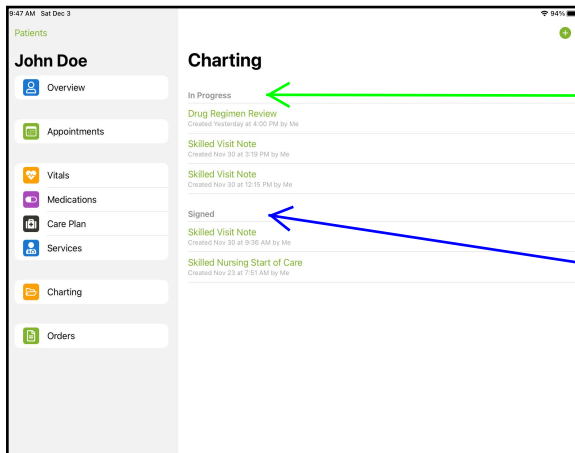 9:47 AM Sat Dec 3
94%
Patients
John Doe
Overview
Appointments
Vitals
Medications
Care Plan
Services
Charting
Orders
Charting
In Progress
Drug Regimen Review
Created Yesterday at 4:00 PM by Me
Skilled Visit Note
Created Nov 30 at 3:19 PM by Me
Skilled Visit Note
Created Nov 30 at 12:15 PM by Me
Signed
Skilled Visit Note
Created Nov 30 at 9:36 AM by Me
Skilled Nursing Start of Care
Created Nov 23 at 7:51 AM by Me